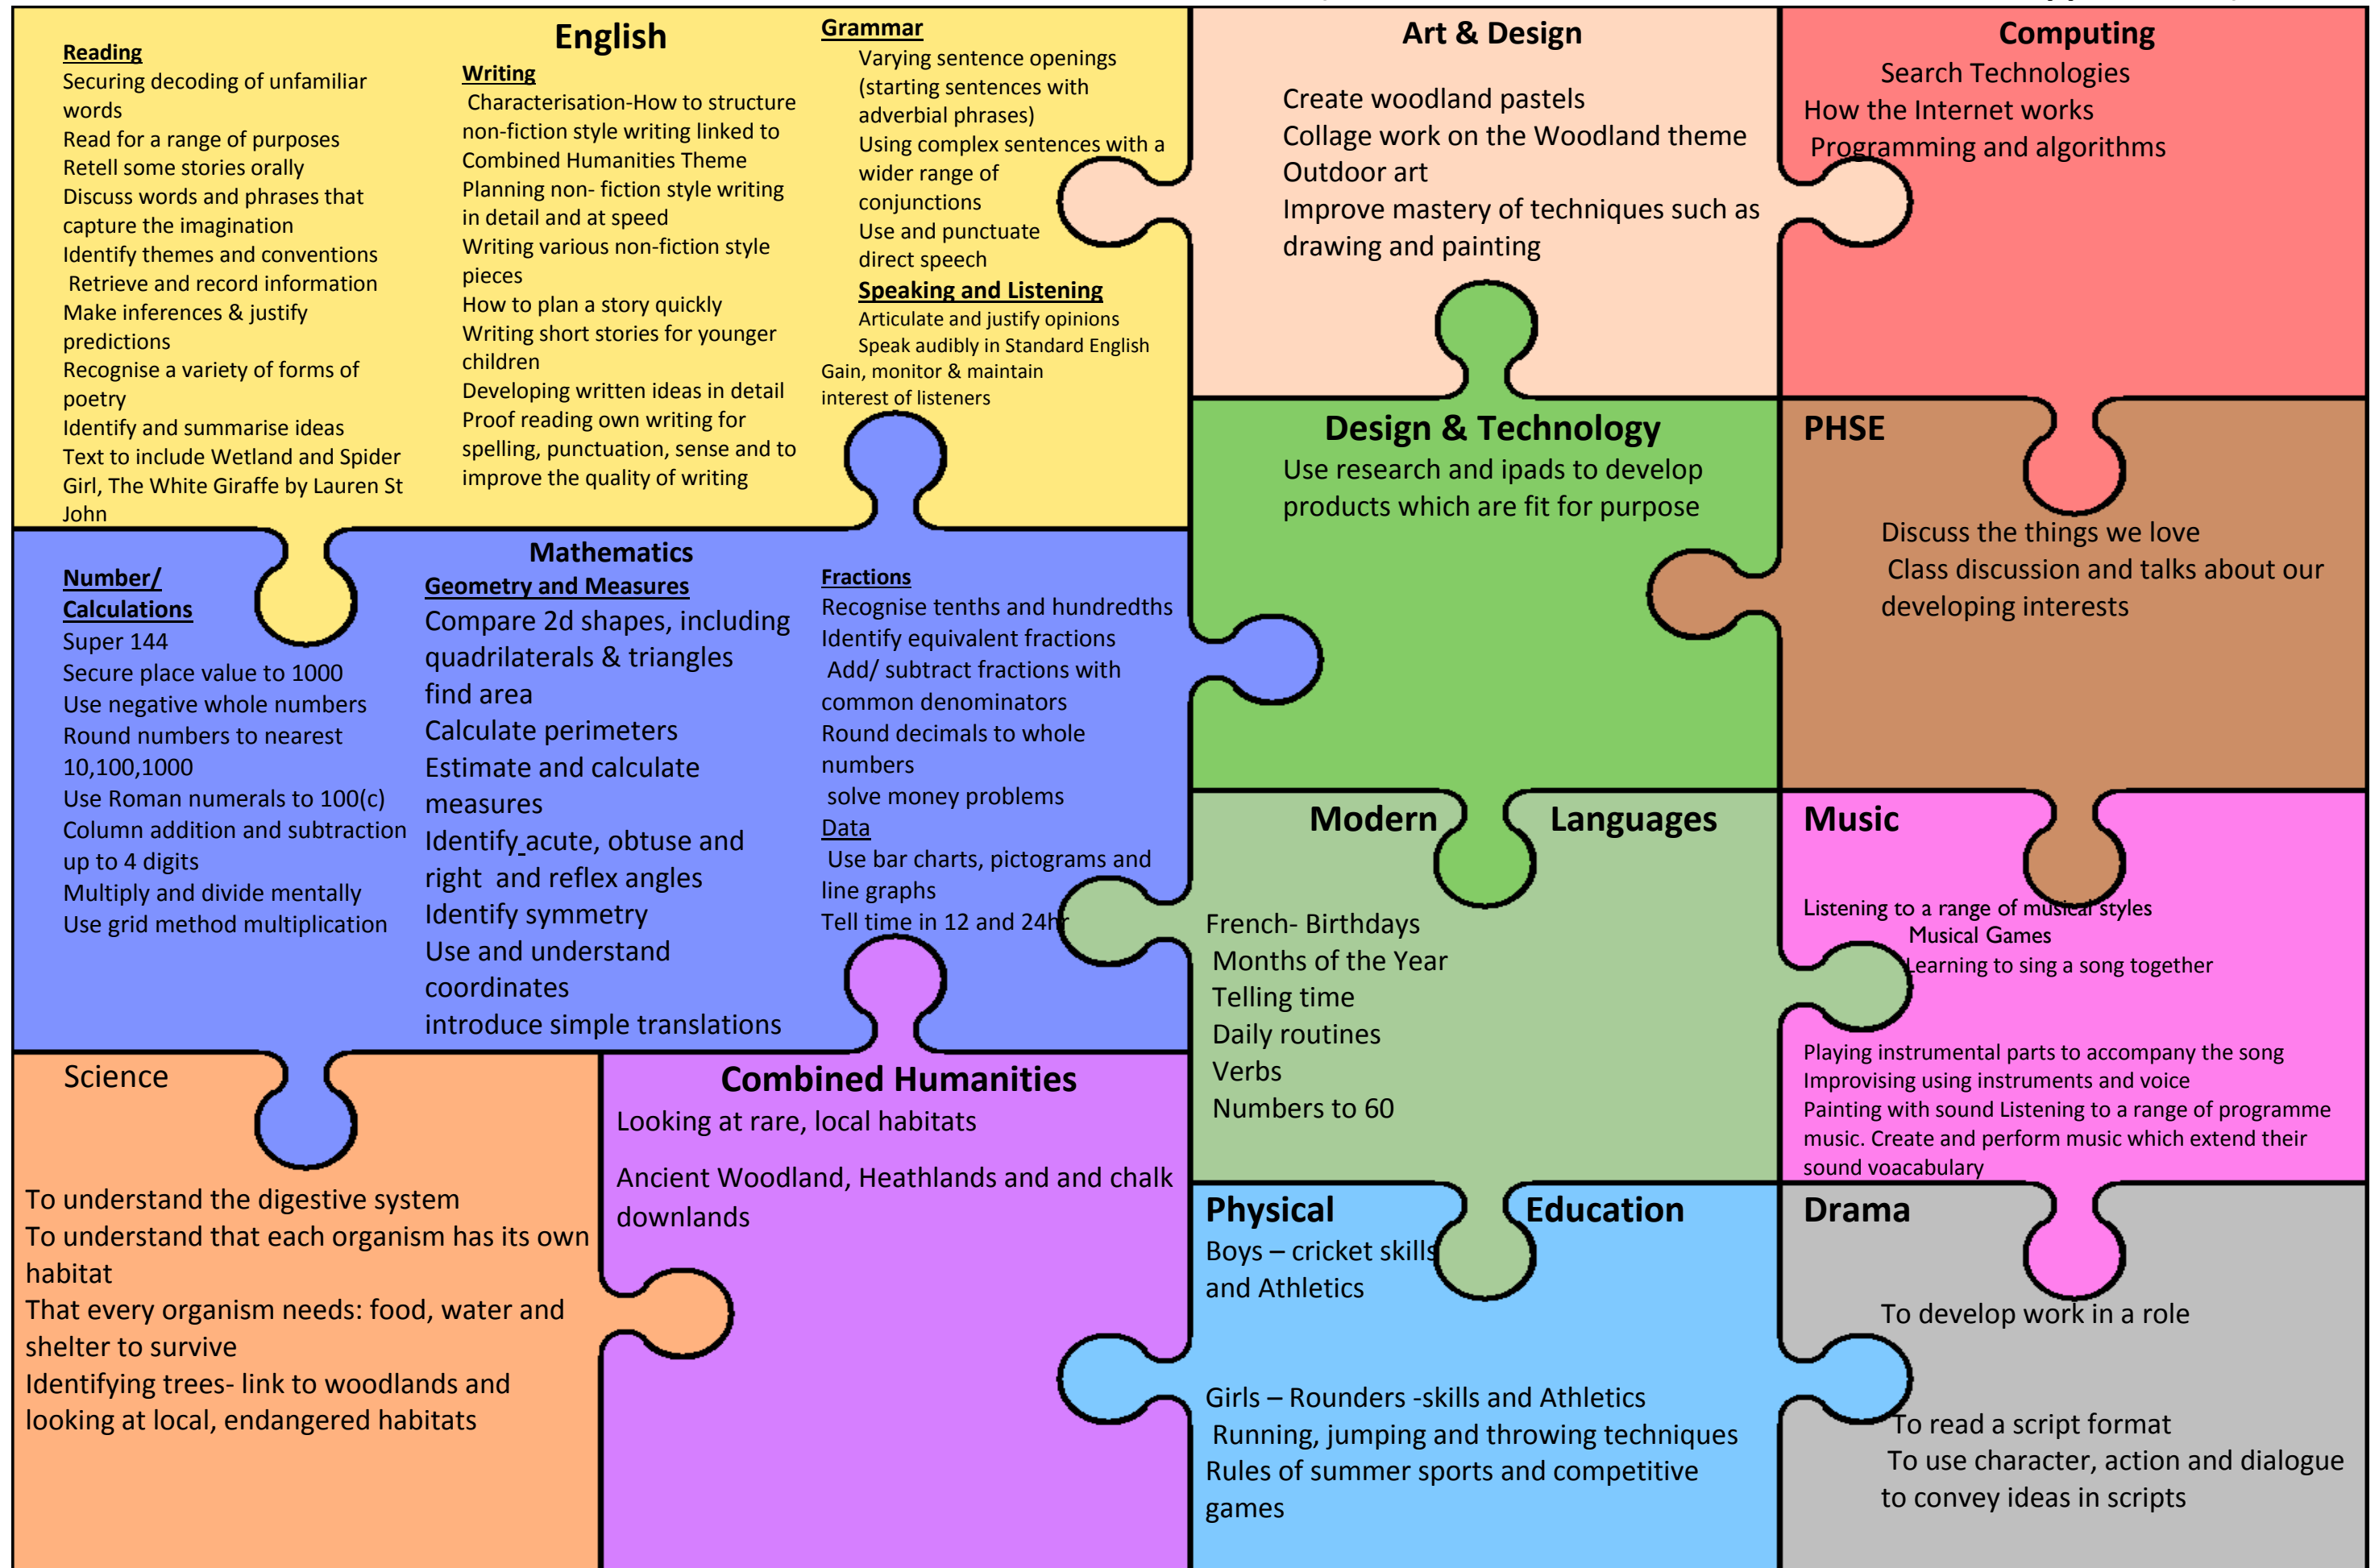 English
Reading
Securing decoding of unfamiliar
words
Read for a range of purposes
Retell some stories orally
Discuss words and phrases that
capture the imagination
Identify themes and conventions
Retrieve and record information
Make inferences & justify
predictions
Recognise a variety of forms of
poetry
Identify and summarise ideas
Text to include Wetland and Spider
Girl, The White Giraffe by Lauren St
John
Writing
Characterisation-How to structure
non-fiction style writing linked to
Combined Humanities Theme
Planning non- fiction style writing
in detail and at speed
Writing various non-fiction style
pieces
How to plan a story quickly
Writing short stories for younger
children
Developing written ideas in detail
Proof reading own writing for
spelling, punctuation, sense and to
improve the quality of writing
Grammar
Varying sentence openings
(starting sentences with
adverbial phrases)
Using complex sentences with a
wider range of
conjunctions
Use and punctuate
direct speech
Speaking and Listening
Articulate and justify opinions
Speak audibly in Standard English
Gain, monitor & maintain
interest of listeners
Art & Design
Create woodland pastels
Collage work on the Woodland theme
Outdoor art
Improve mastery of techniques such as
drawing and painting
Computing
Search Technologies
How the Internet works
Programming and algorithms
Design & Technology
Use research and ipads to develop
products which are fit for purpose
PHSE
Discuss the things we love
Class discussion and talks about our
developing interests
Mathematics
Number/
Calculations
Super 144
Secure place value to 1000
Use negative whole numbers
Round numbers to nearest
10,100,1000
Use Roman numerals to 100(c)
Column addition and subtraction
up to 4 digits
Multiply and divide mentally
Use grid method multiplication
Geometry and Measures
Compare 2d shapes, including
quadrilaterals & triangles
find area
Calculate perimeters
Estimate and calculate
measures
Identify acute, obtuse and
right and reflex angles
Identify symmetry
Use and understand
coordinates
introduce simple translations
Fractions
Recognise tenths and hundredths
Identify equivalent fractions
Add/ subtract fractions with
common denominators
Round decimals to whole
numbers
solve money problems
Data
Use bar charts, pictograms and
line graphs
Tell time in 12 and 24hr
Modern Languages
French- Birthdays
Months of the Year
Telling time
Daily routines
Verbs
Numbers to 60
Music
Listening to a range of musical styles
Musical Games
Learning to sing a song together
Playing instrumental parts to accompany the song
Improvising using instruments and voice
Painting with sound Listening to a range of programme
music. Create and perform music which extend their
sound voacabulary
Science
To understand the digestive system
To understand that each organism has its own
habitat
That every organism needs: food, water and
shelter to survive
Identifying trees- link to woodlands and
looking at local, endangered habitats
Combined Humanities
Looking at rare, local habitats
Ancient Woodland, Heathlands and and chalk
downlands
Physical Education
Boys – cricket skills
and Athletics
Girls – Rounders -skills and Athletics
Running, jumping and throwing techniques
Rules of summer sports and competitive
games
Drama
To develop work in a role
To read a script format
To use character, action and dialogue
to convey ideas in scripts